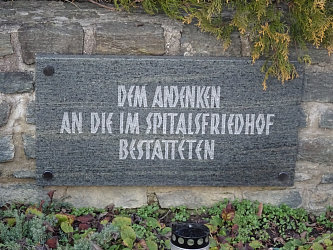 DEM ANDENKEN
AN DIE IM SPITALSFRIEDHOF
BESTATTETEN